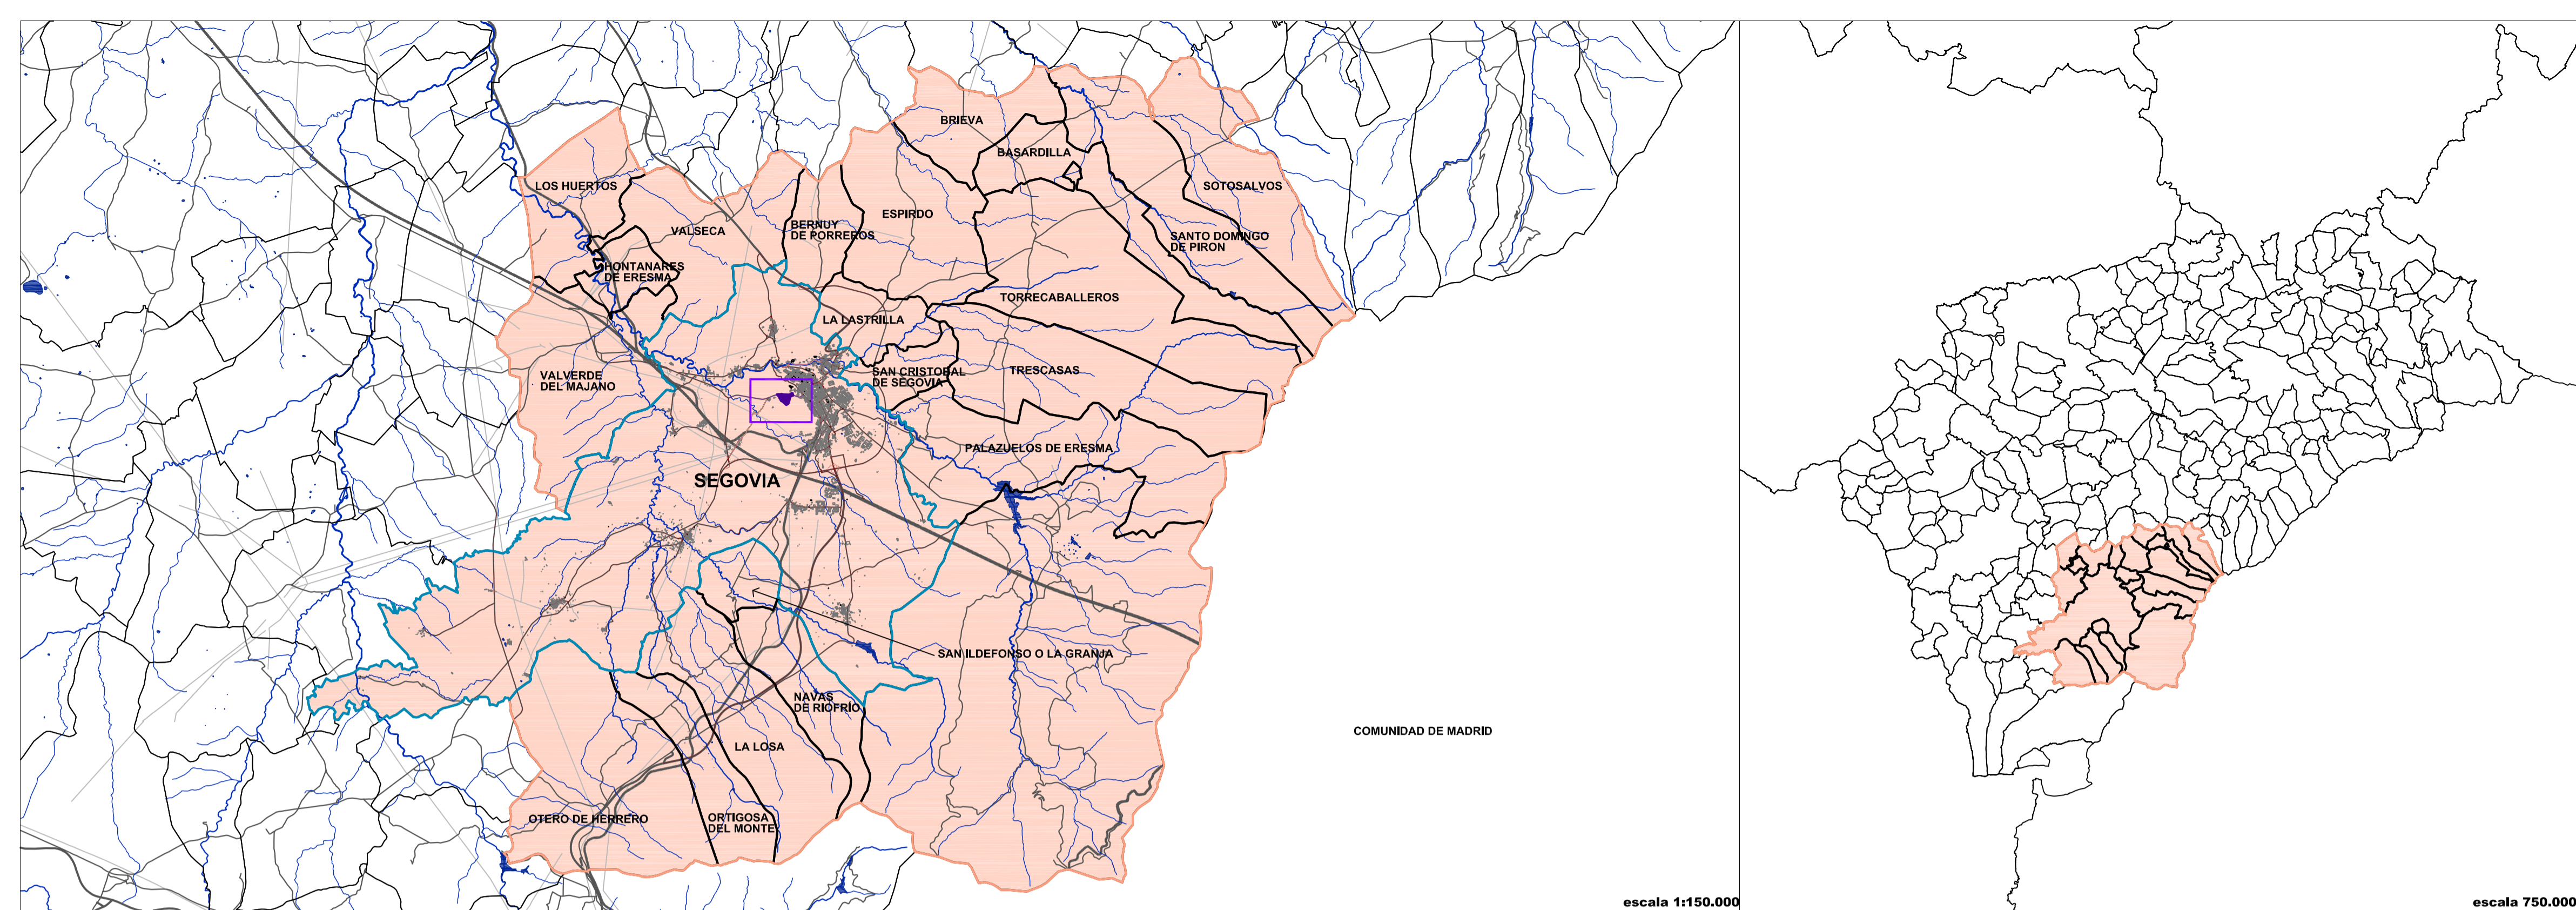 BRIEVA
BASARDILLA
LOS HUERTOS
SOTOSALVOS
ESPIRDO
BERNUY
DE PORREROS
VALSECA
SANTO DOMINGO
DE PIRON
HONTANARES
DE ERESMA
TORRECABALLEROS
LA LASTRILLA
VALVERDE
DEL MAJANO
SAN CRISTOBAL
DE SEGOVIA
TRESCASAS
PALAZUELOS DE ERESMA
SEGOVIA
SAN ILDEFONSO O LA GRANJA
NAVAS
DE RIOFRÍO
COMUNIDAD DE MADRID
LA LOSA
OTERO DE HERRERO
ORTIGOSA
DEL MONTE
escala 1:150.000
escala 750.000